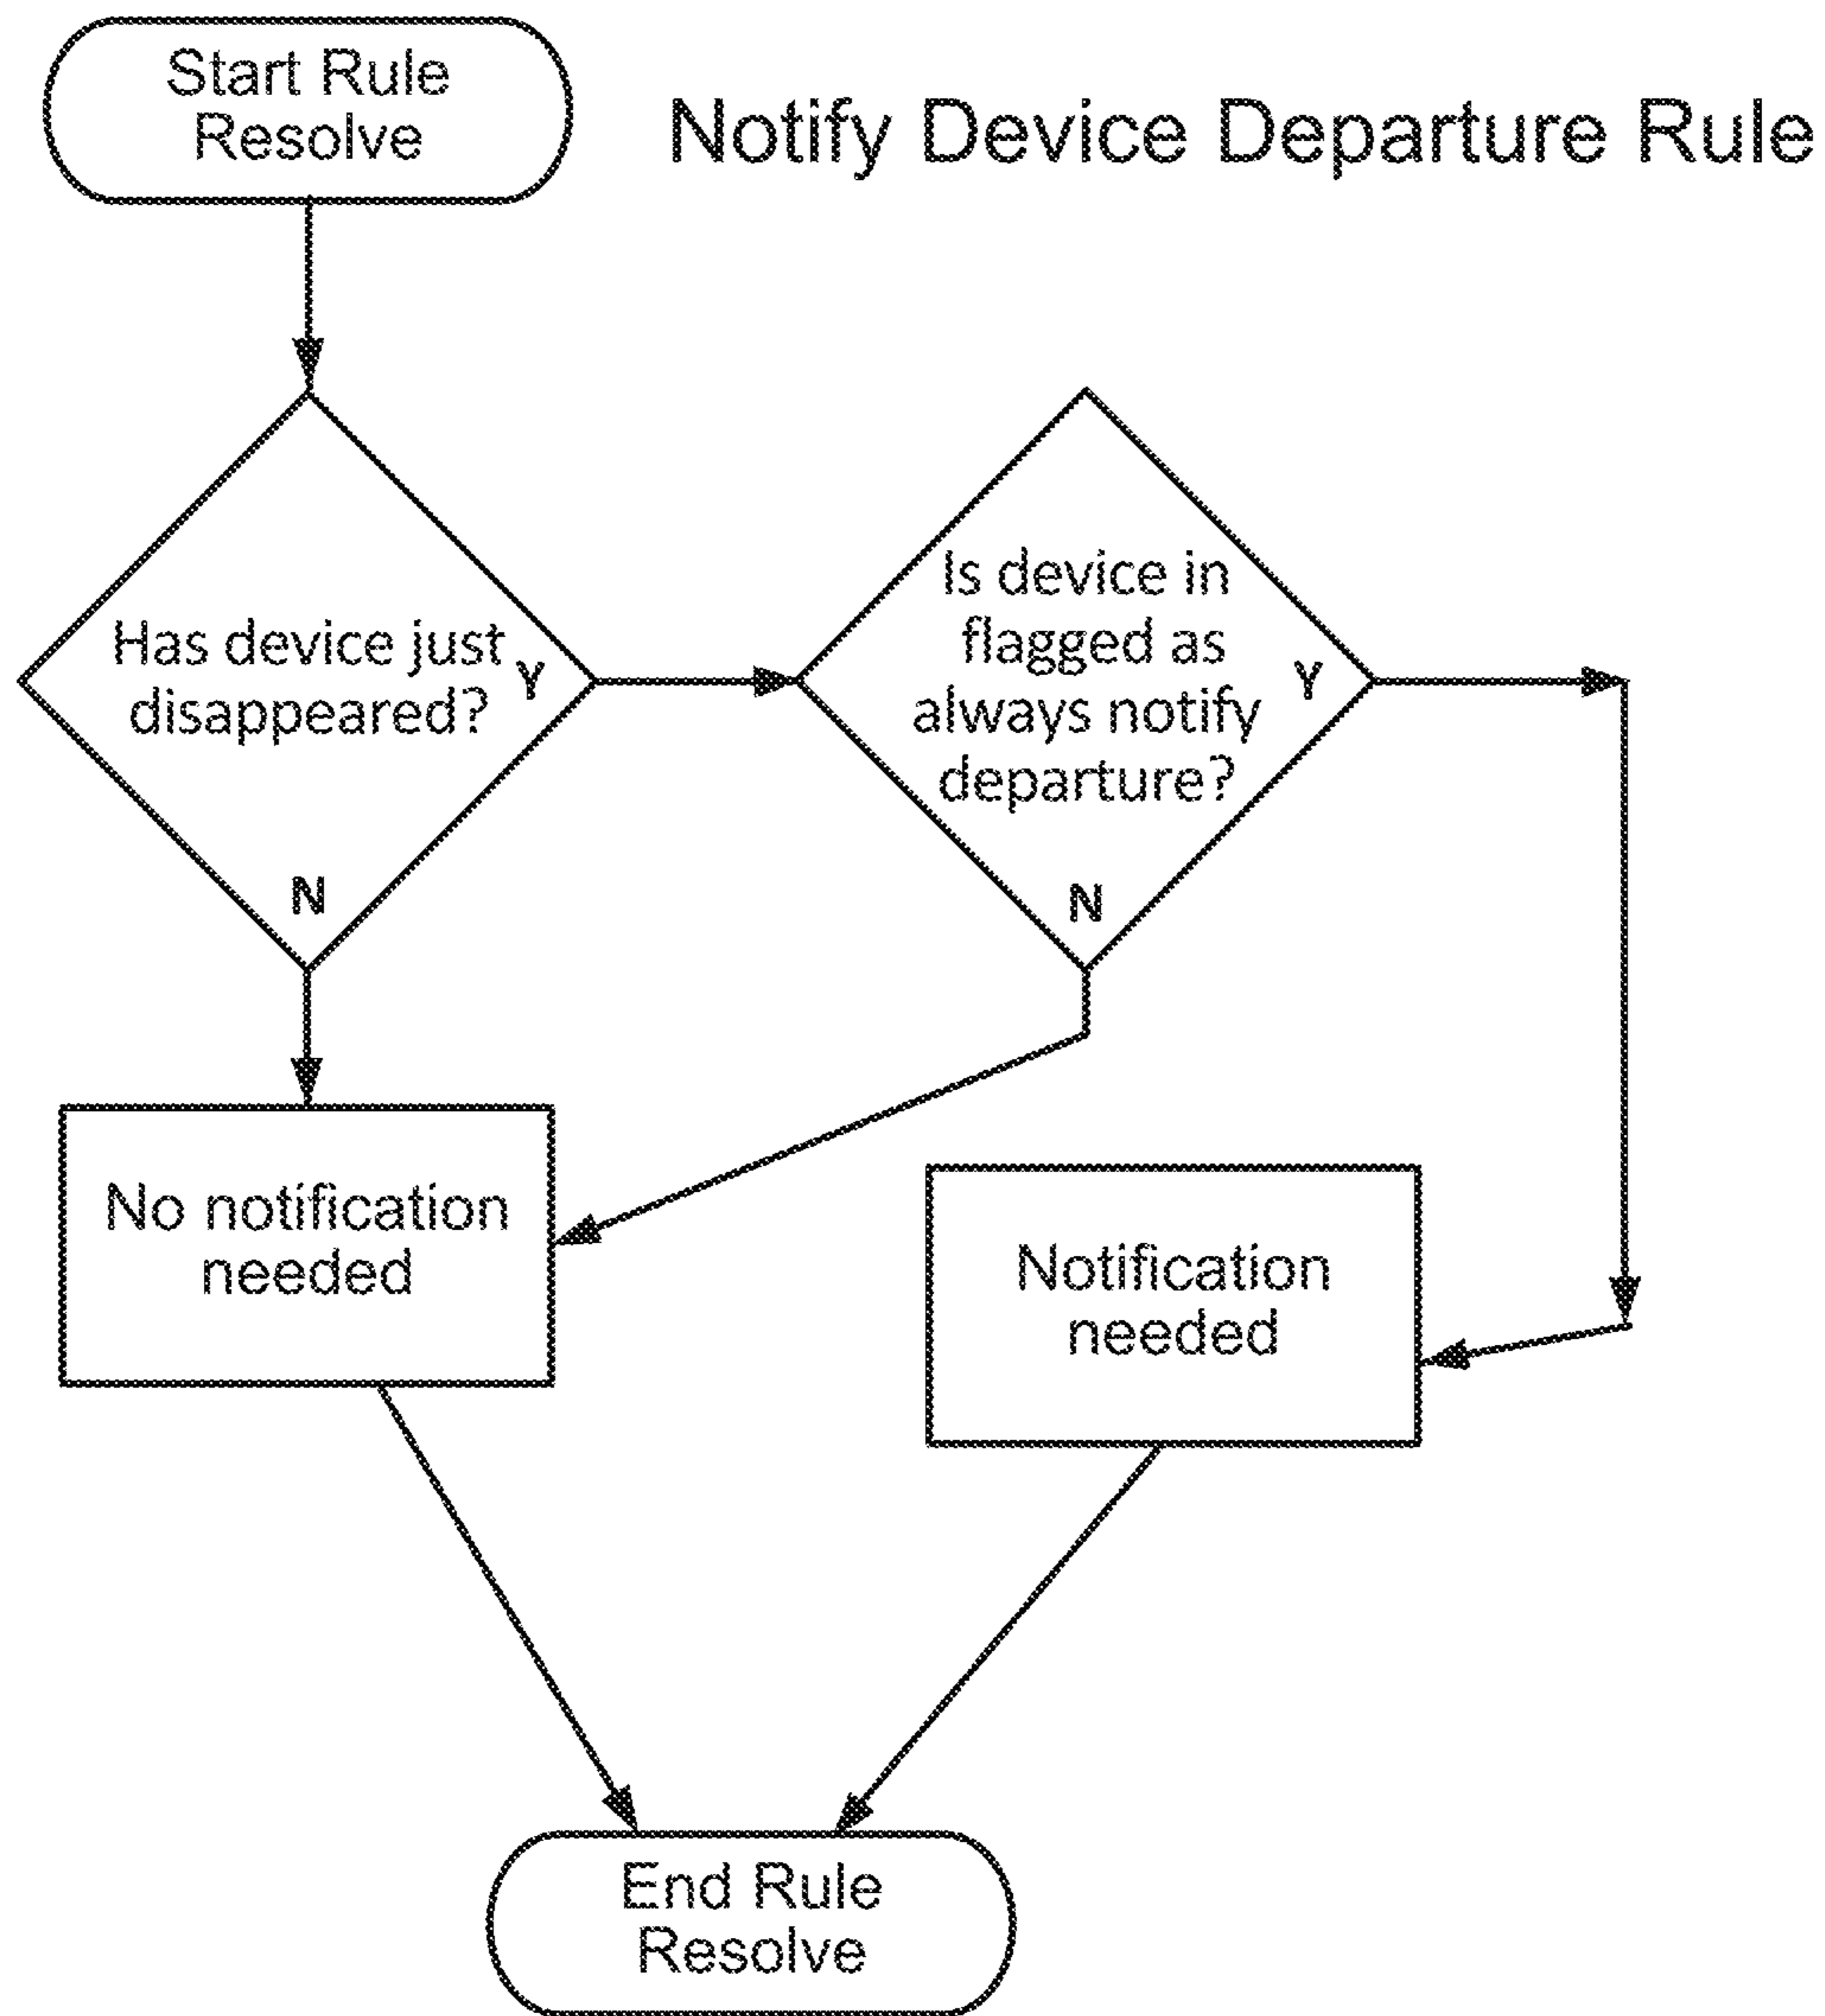 Start Rule
Resolve
Notify Device Departure Rule
Has device just
disappeared?
Y
N
Is device in
flagged as
always notify
departure?
Y
N
No notification
needed
Notification
needed
End Rule
Resolve